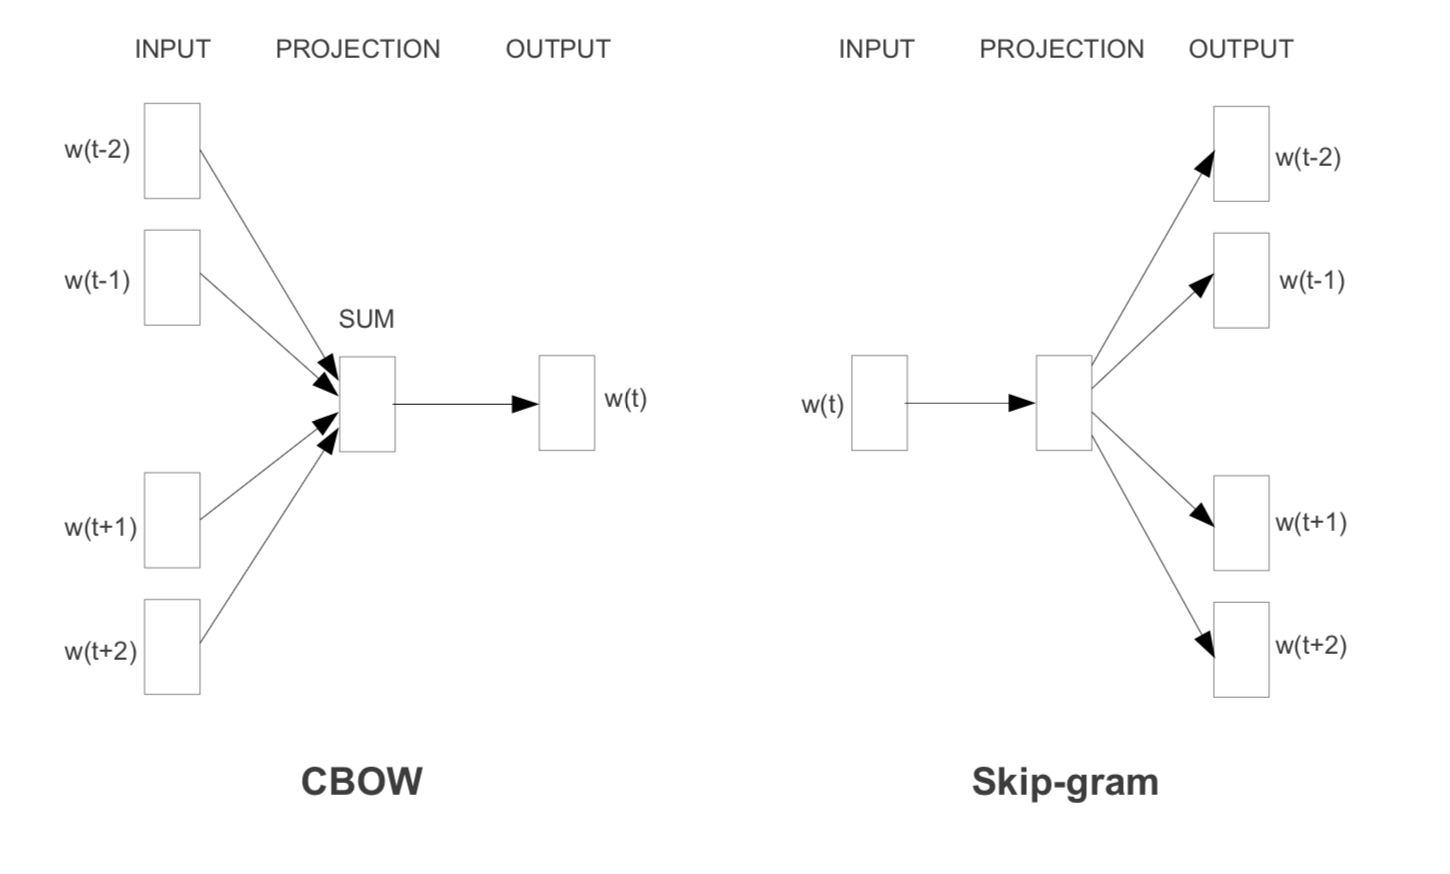 INPUT PROJECTION OUTPUT
w(t-2)
w(t-1)
SUM
w(t)
w(t+1)
w(t+2)
CBOW
INPUT PROJECTION OUTPUT
w(t-2)
w(t-1)
w(t)
w(t+1)
w(t+2)
Skip-gram